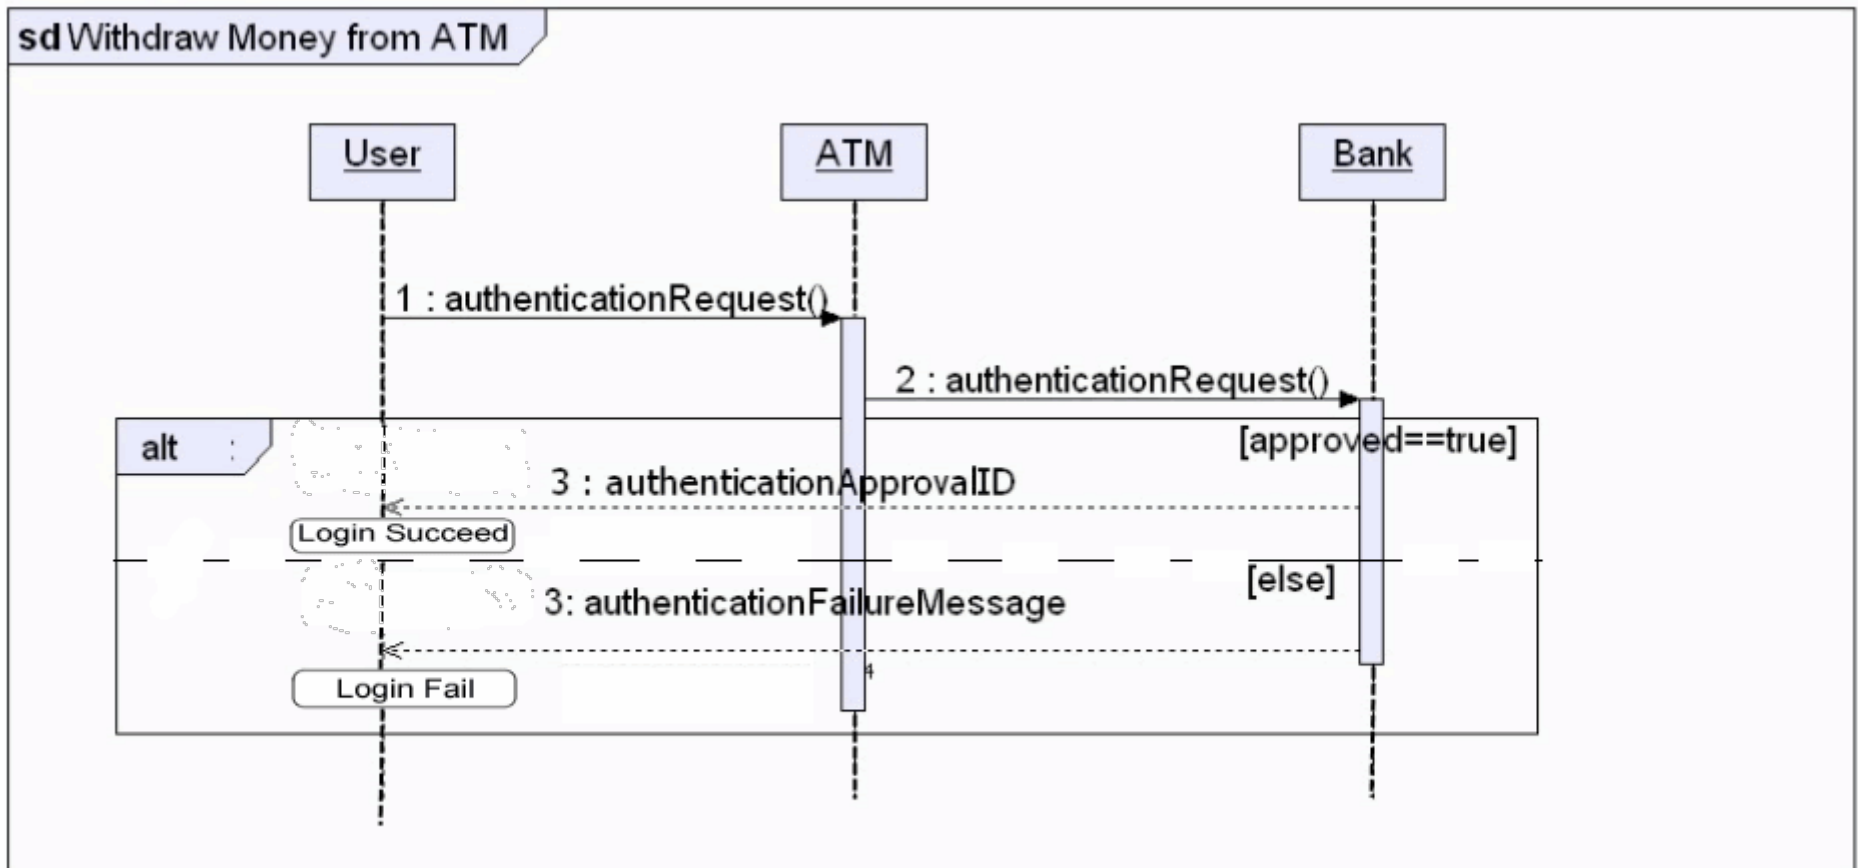 sd Withdraw Money from ATM
User
ATM
Bank
1 : authenticationRequest()
2 : authenticationRequest()
alt :
[approved==true]
3 : authenticationApprovalID
Login Succeed
[else]
3: authenticationFailureMessage
4
Login Fail